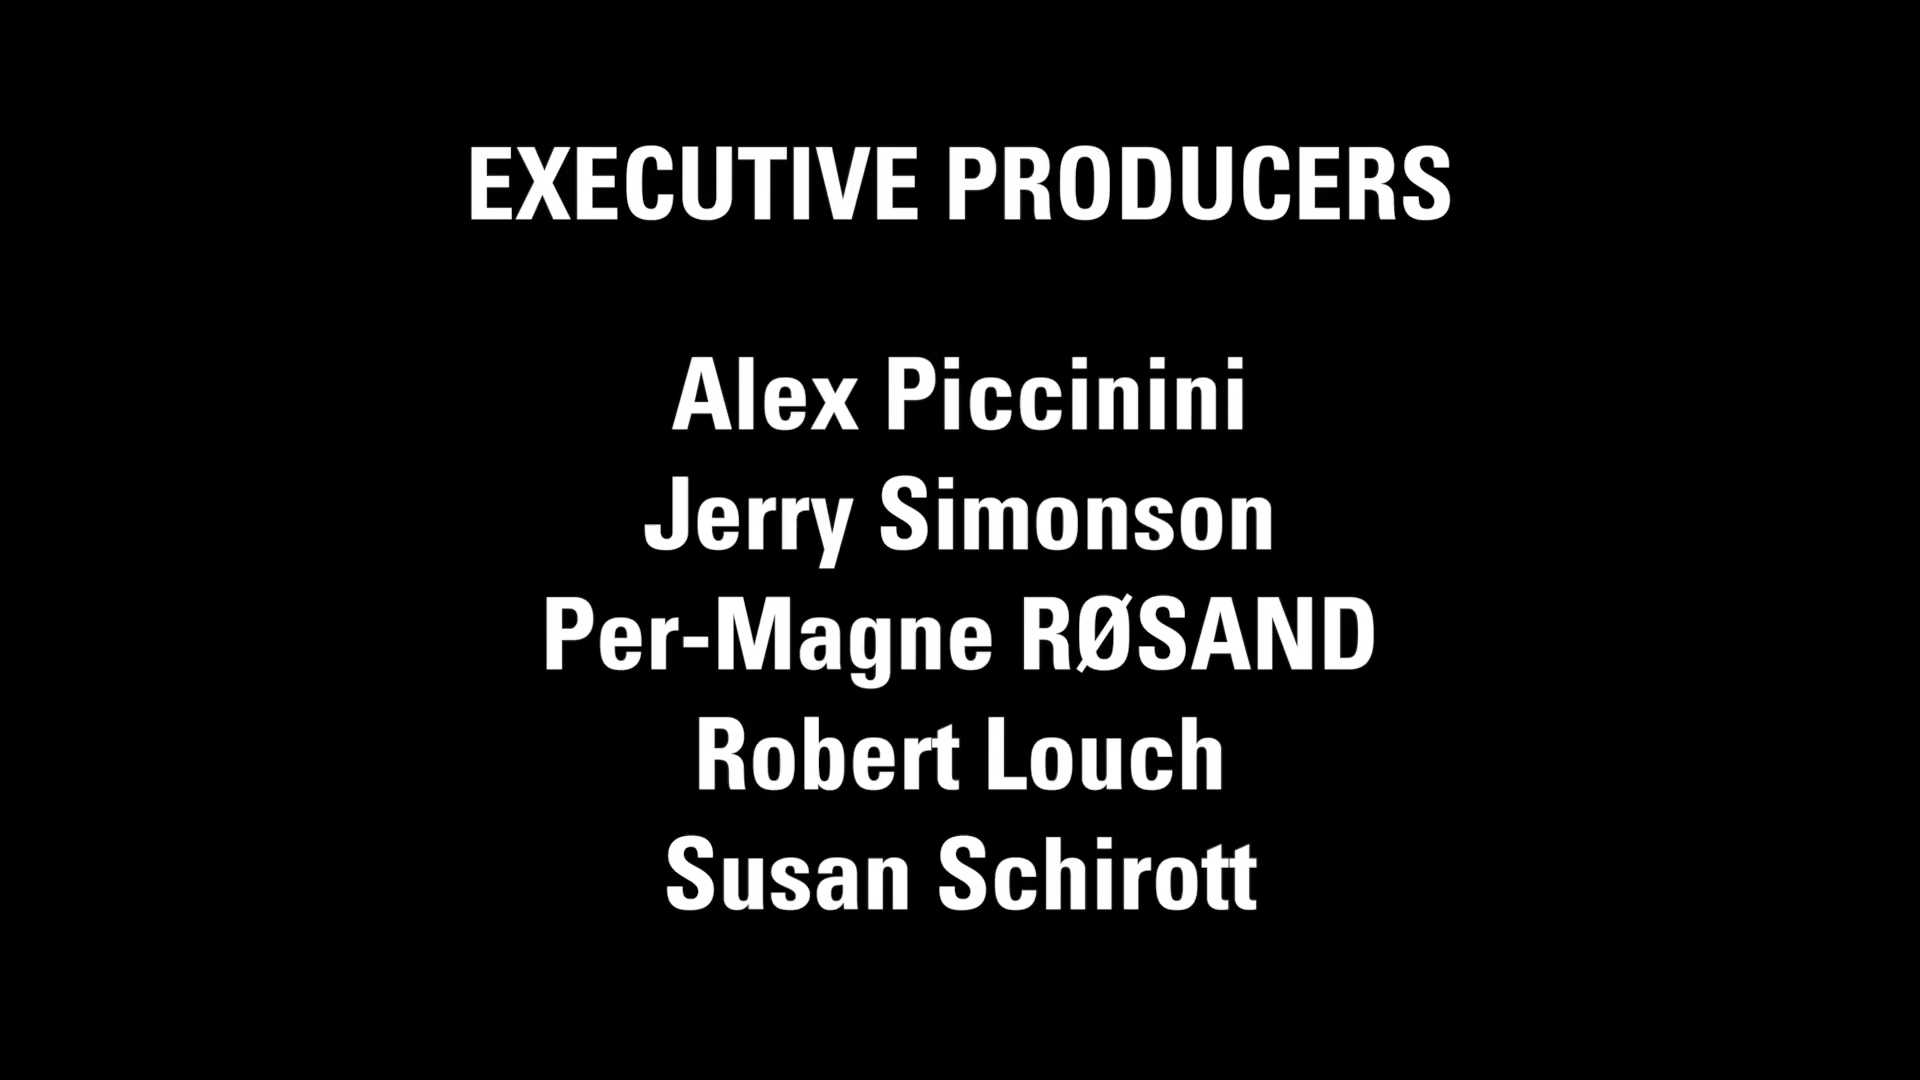 EXECUTIVE PRODUCERS
Alex Piccinini
Jerry Simonson
Per-Magne RØSAND
Robert Louch
Susan Schirott